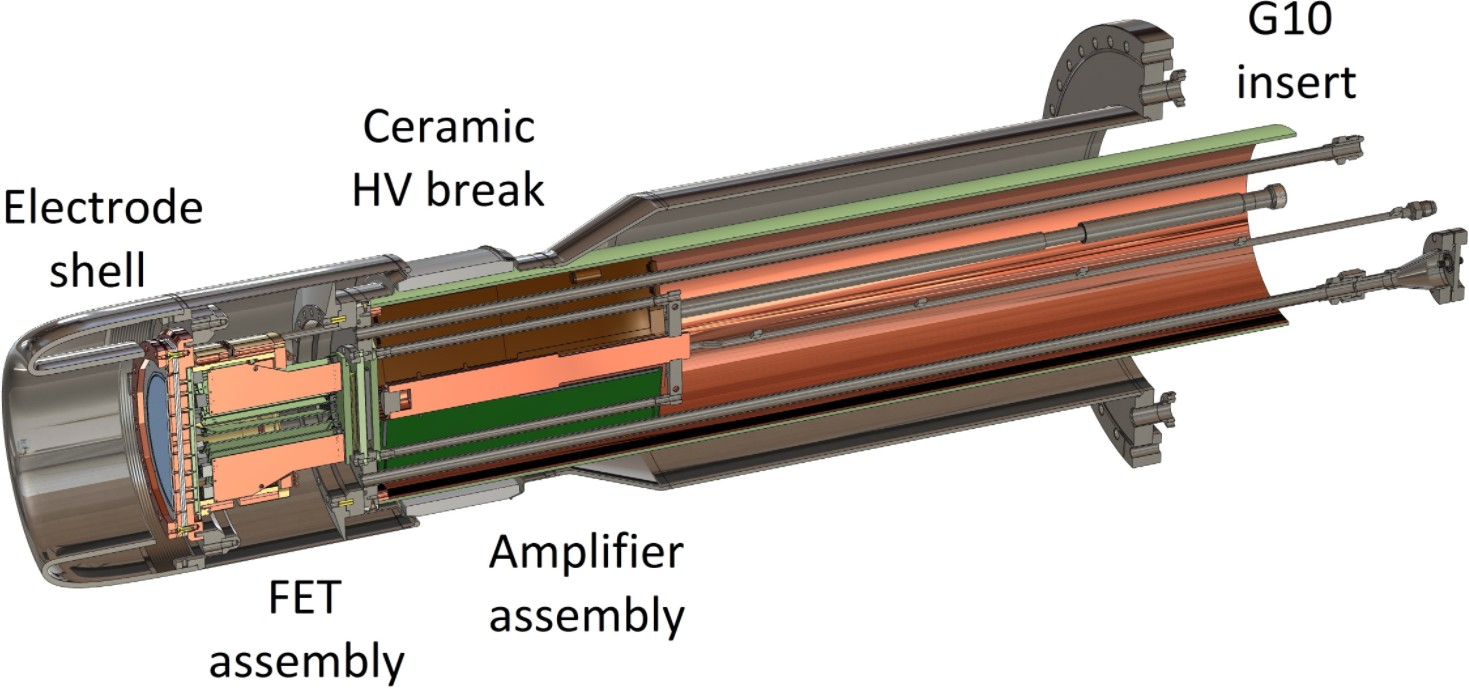 G10
insert
Ceramic
HV break
Electrode
shell
Amplifier
assembly
FET
assembly